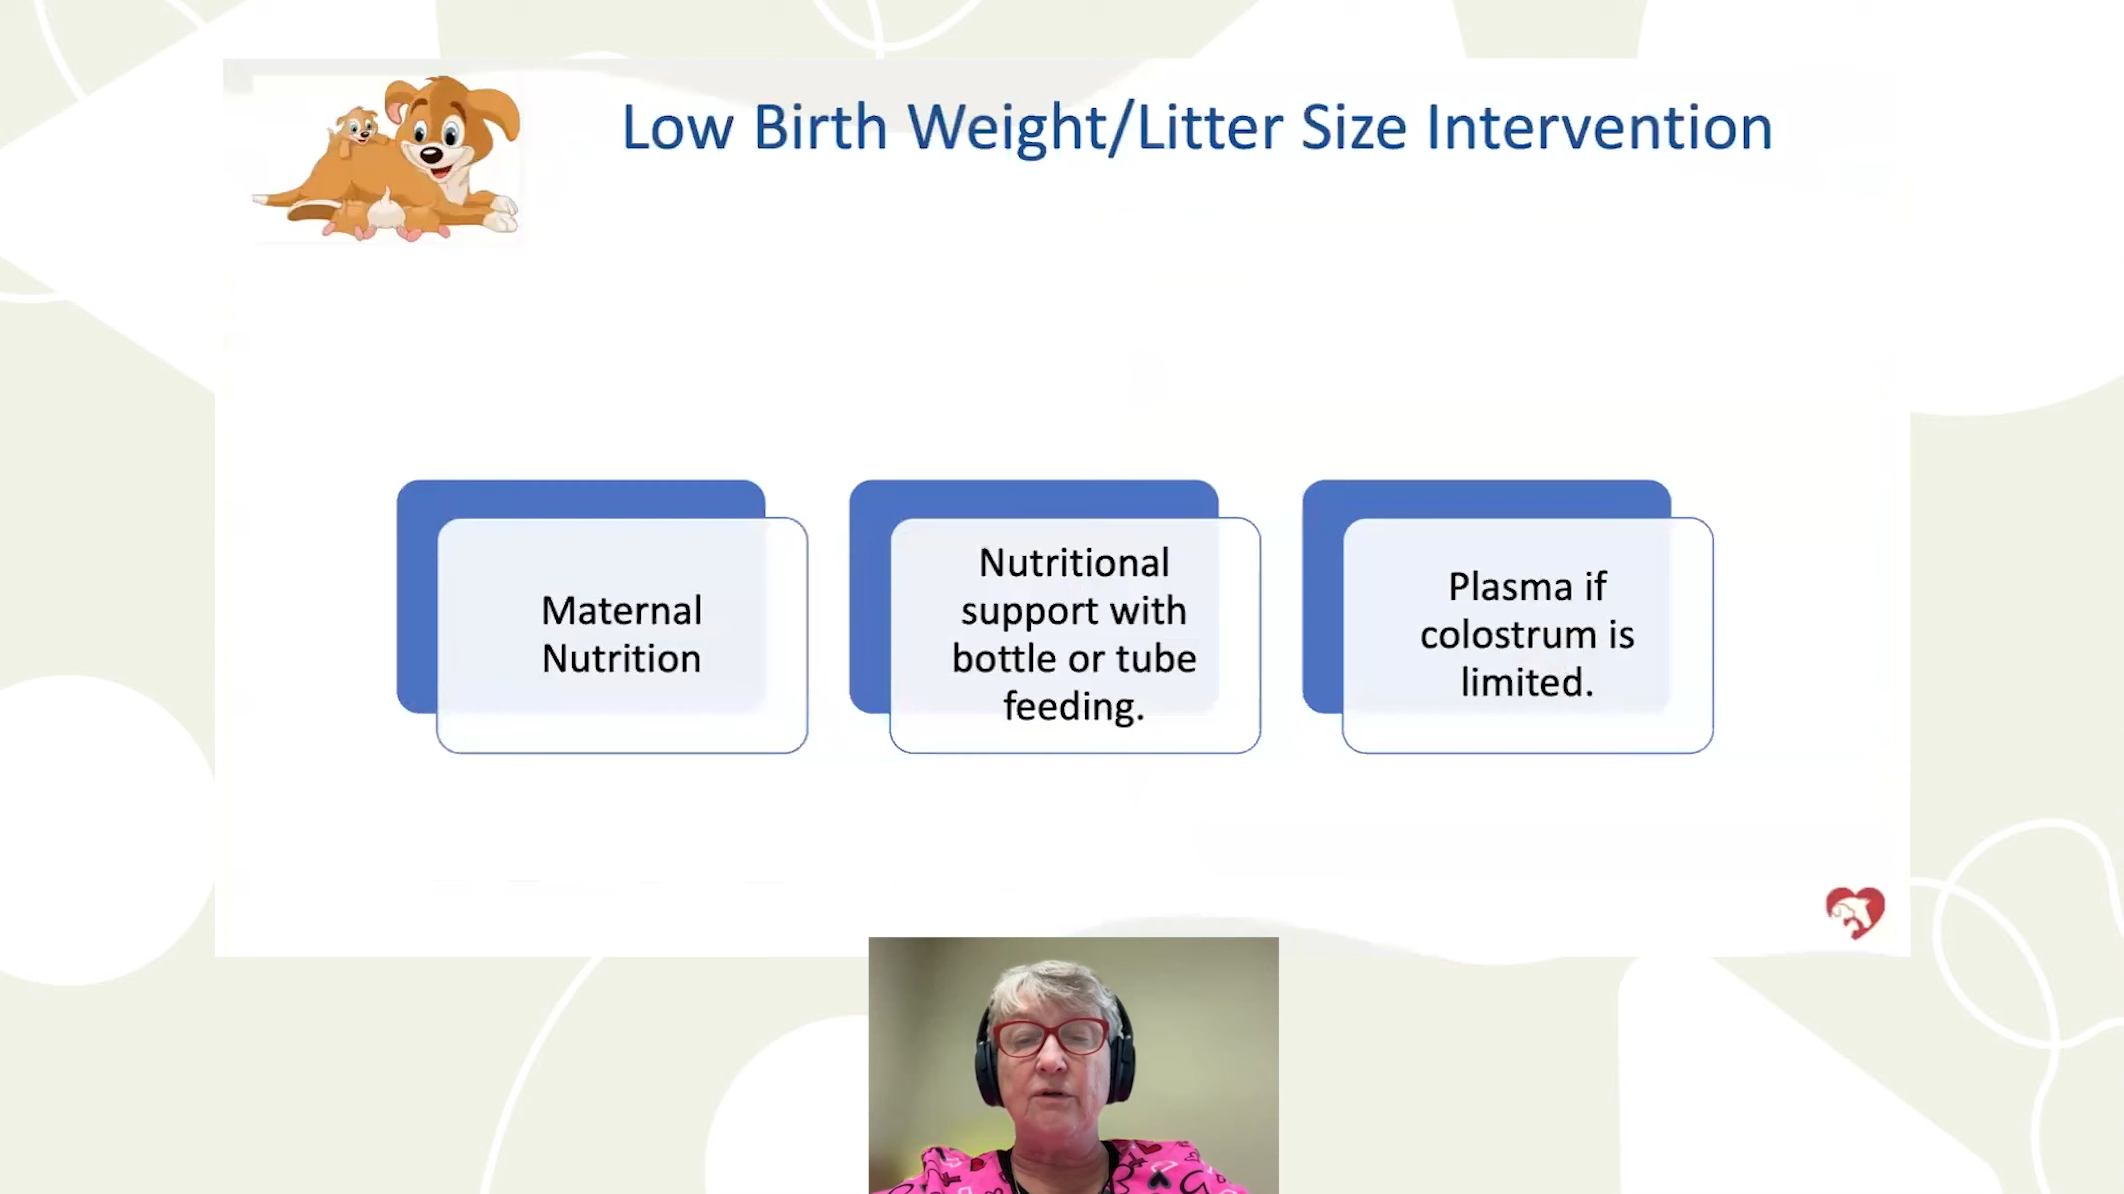 Low Birth Weight/Litter Size Intervention
Maternal
Nutrition
Nutritional
support with
bottle or tube
feeding.
Plasma if
colostrum is
limited.